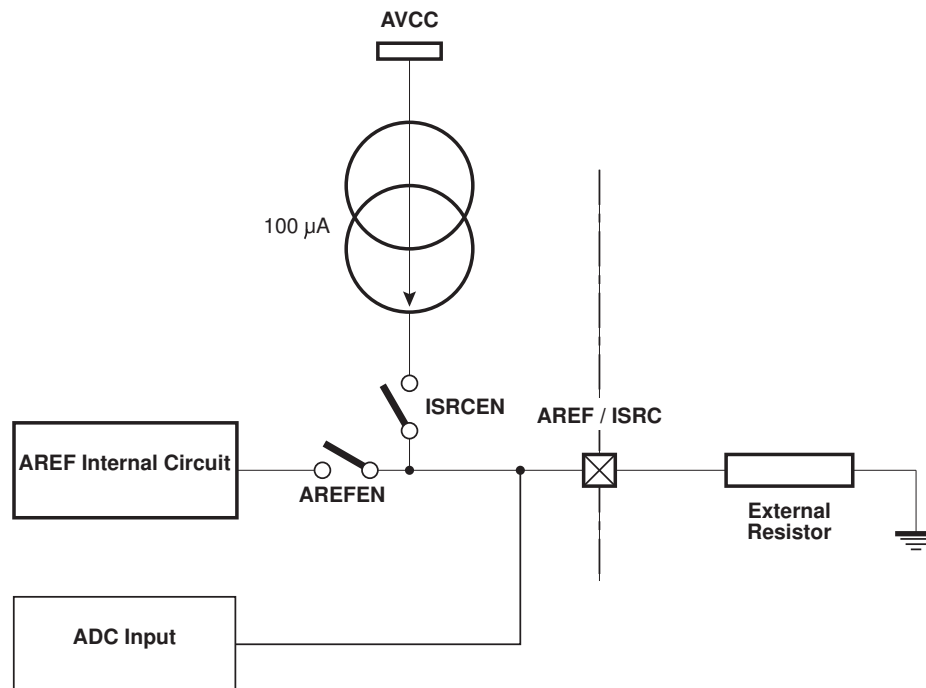 AVCC
100 µA
ISRCEN
AREF / ISRC
AREF Internal Circuit
AREFEN
External
Resistor
ADC Input